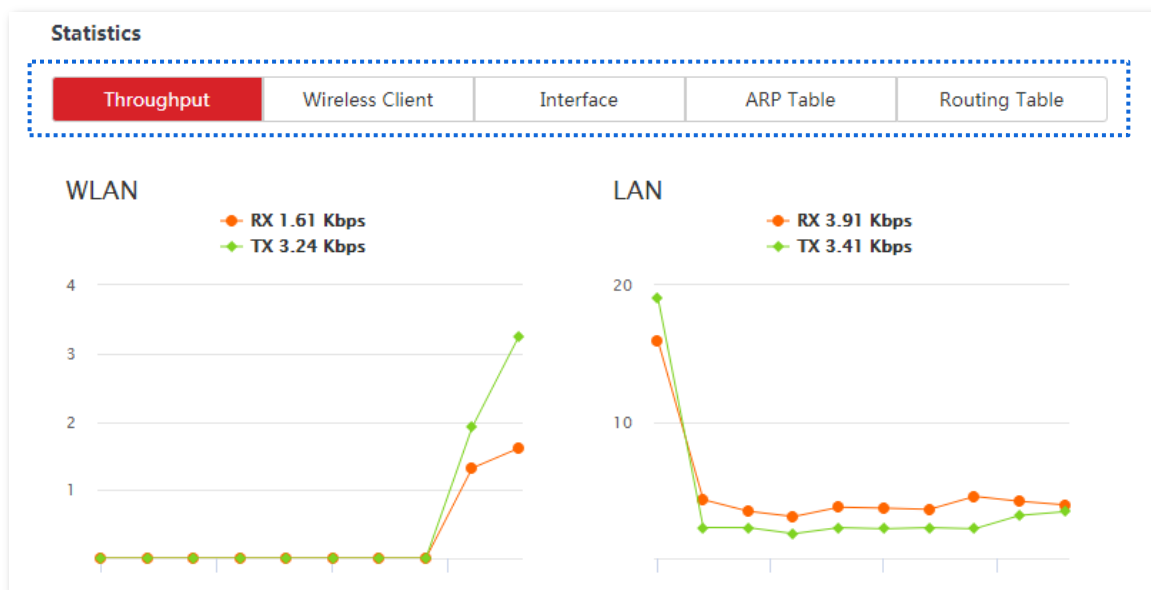 Statistics
Throughput Wireless Client Interface ARP Table Routing Table
WLAN
RX 1.61 Kbps
TX 3.24 Kbps
4
3
2
1
LAN
RX 3.91 Kbps
TX 3.41 Kbps
20
10